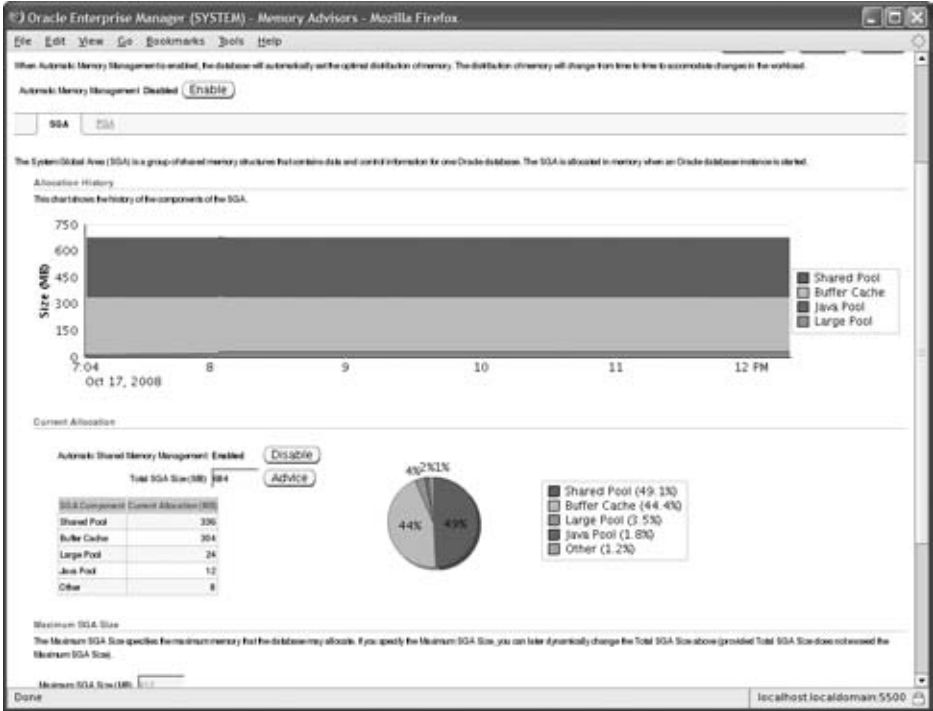 Oracle Enterprise Manager (SYSTEM) - Memory Advisors - Mozilla Firefox
File Edit View Go Bookmarks Tools Help
When Automatic Memory Management is enabled, the database will automatically set the optimal distribution of memory. The distribution of memory will change from time to time to accomodate changes in the workload.
Automatic Memory Management Disabled Enable
SGA PGA
The System Global Area (SGA) is a group of shared memory structures that contains data and control information for one Oracle database. The SGA is allocated in memory when an Oracle database instance is started.
Allocation History
This chart shows the history of the components of the SGA.
750
600
450
300
150
0
Size (MB)
7:04 8 9 10 11 12 PM
Oct 17, 2008
Shared Pool
Buffer Cache
Java Pool
Large Pool
Current Allocation
Automatic Shared Memory Management Enabled Disable
Total SGA Size (MB) 684 Advice
SGA Component Current Allocation (MB)
Shared Pool 336
Buffer Cache 304
Large Pool 24
Java Pool 12
Other 8
4% 2% 1%
44% 49%
Shared Pool (49.1%)
Buffer Cache (44.4%)
Large Pool (3.5%)
Java Pool (1.8%)
Other (1.2%)
Maximum SGA Size
The Maximum SGA Size specifies the maximum memory that the database may allocate. If you specify the Maximum SGA Size, you can later dynamically change the Total SGA Size above (provided Total SGA Size does not exceed the
Maximum SGA Size).
Maximum SGA Size (MB)
Done localhost.localdomain:5500